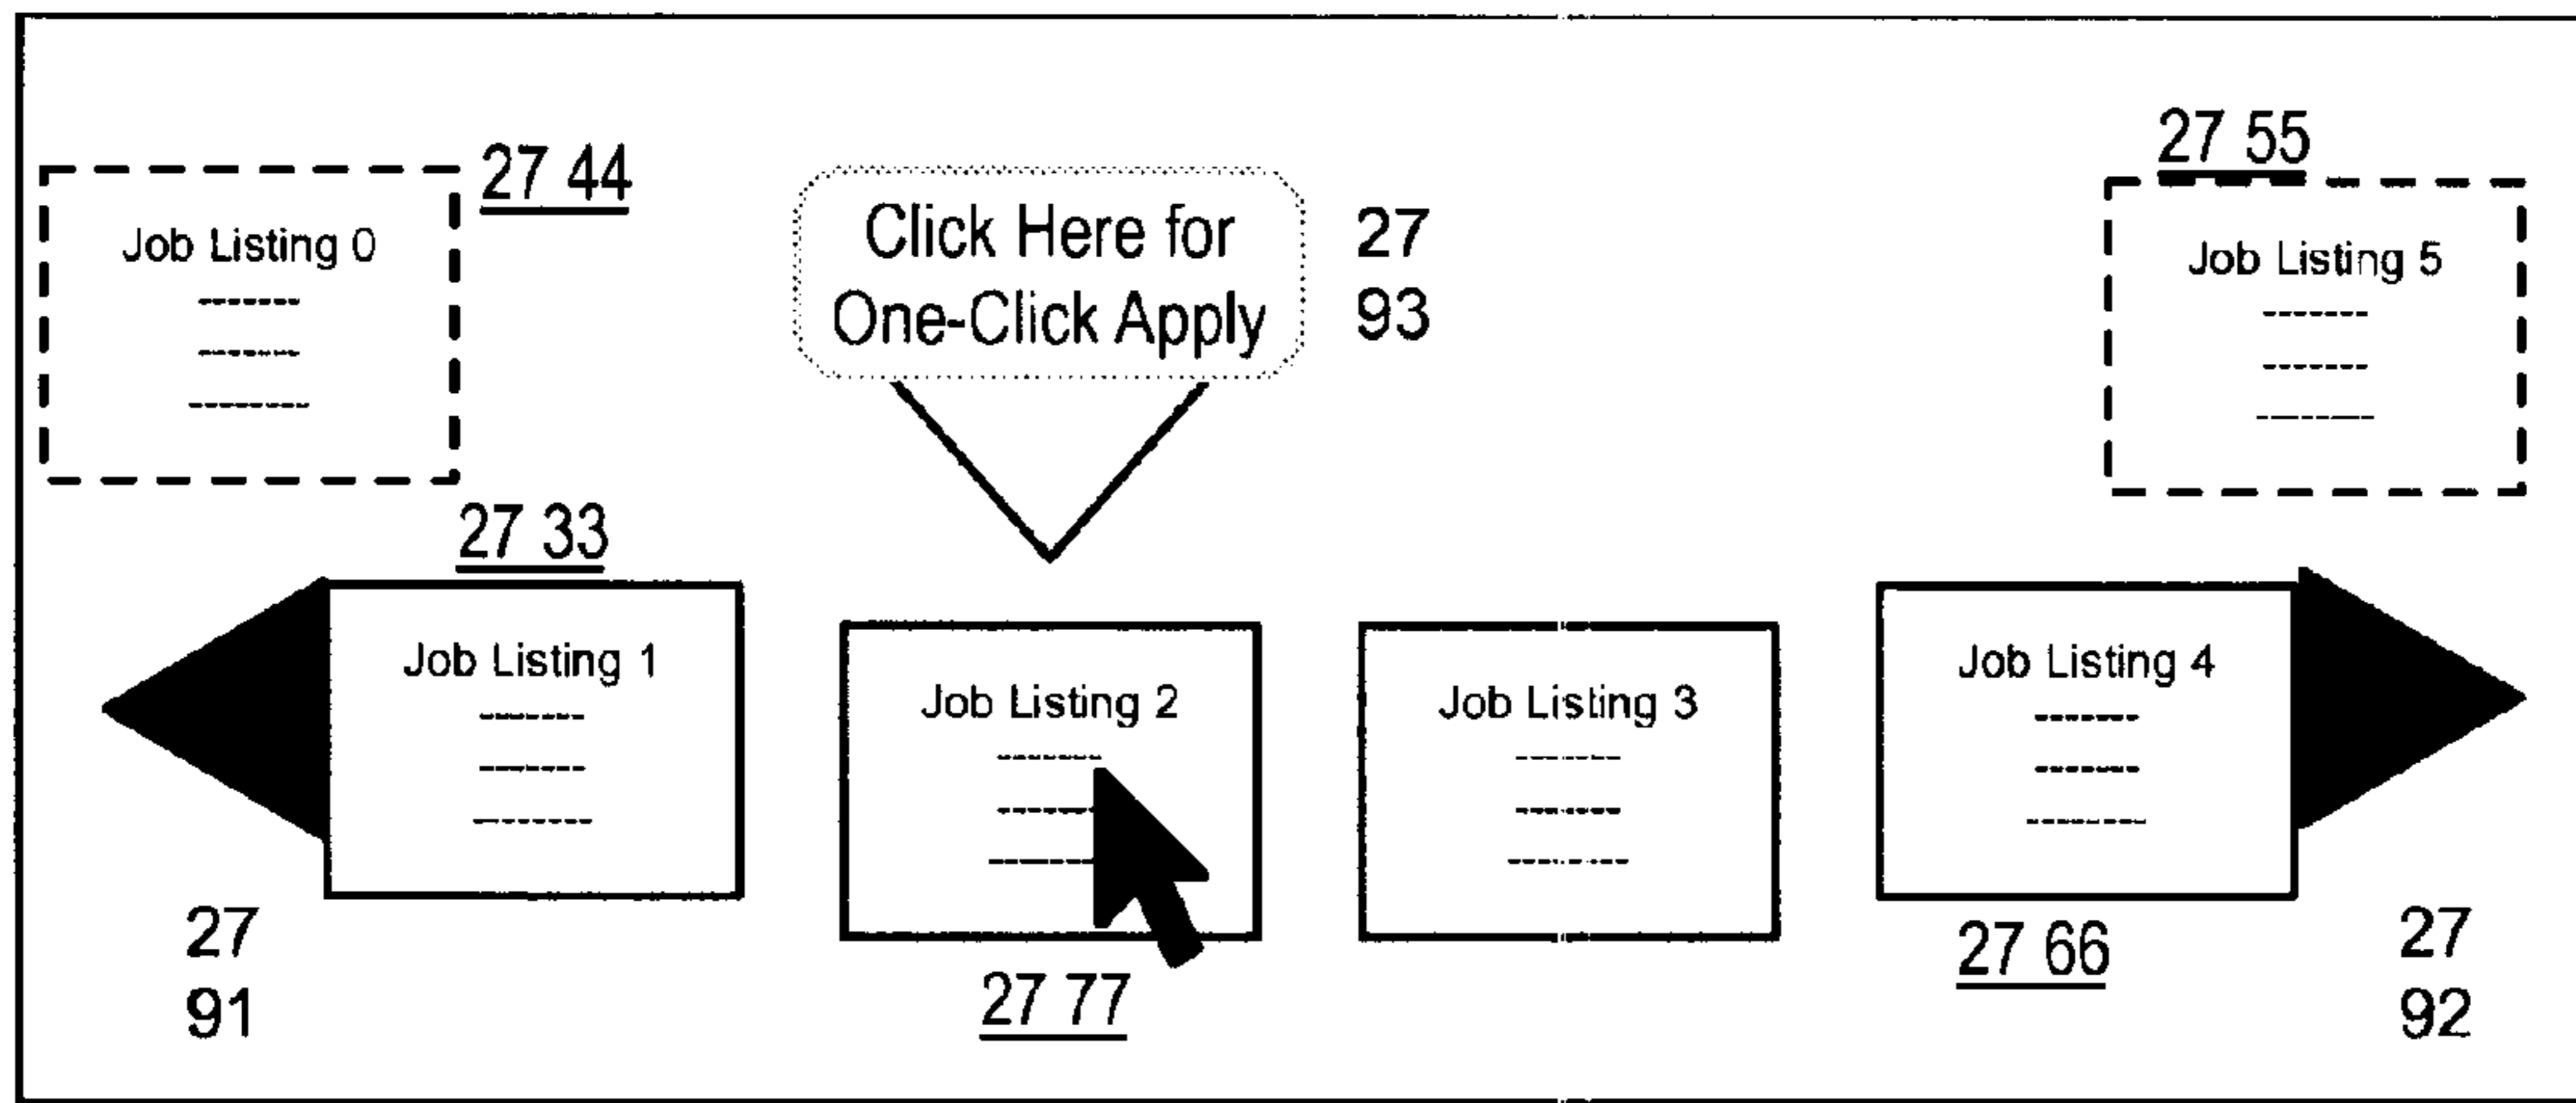 27 44
27 55
Job Listing 0
Click Here for
One-Click Apply
27
93
Job Listing 5
27 33
Job Listing 1
Job Listing 2
Job Listing 3
Job Listing 4
27
91
27 77
27 66
27
92